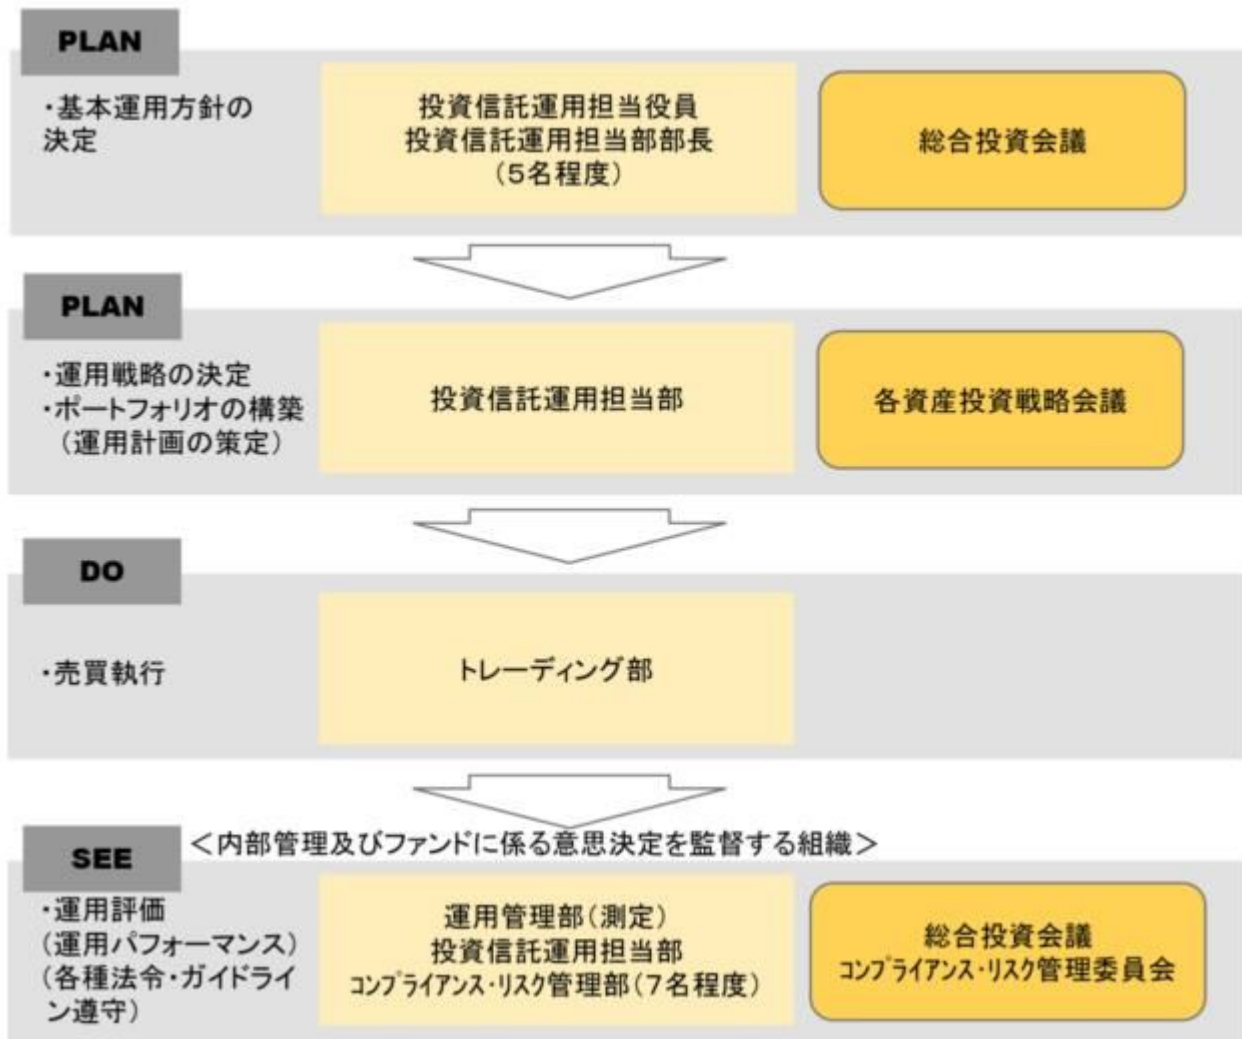 PLAN
・基本運用方針の
決定
投資信託運用担当役員
投資信託運用担当部部長
(5名程度)
総合投資会議
PLAN
・運用戦略の決定
・ポートフォリオの構築
(運用計画の策定)
投資信託運用担当部
各資産投資戦略会議
DO
・売買執行
トレーディング部
SEE
＜内部管理及びファンドに係る意思決定を監督する組織＞
・運用評価
(運用パフォーマンス)
(各種法令・ガイドライ
ン遵守)
運用管理部(測定)
投資信託運用担当部
コンプライアンス・リスク管理部(7名程度)
総合投資会議
コンプライアンス・リスク管理委員会